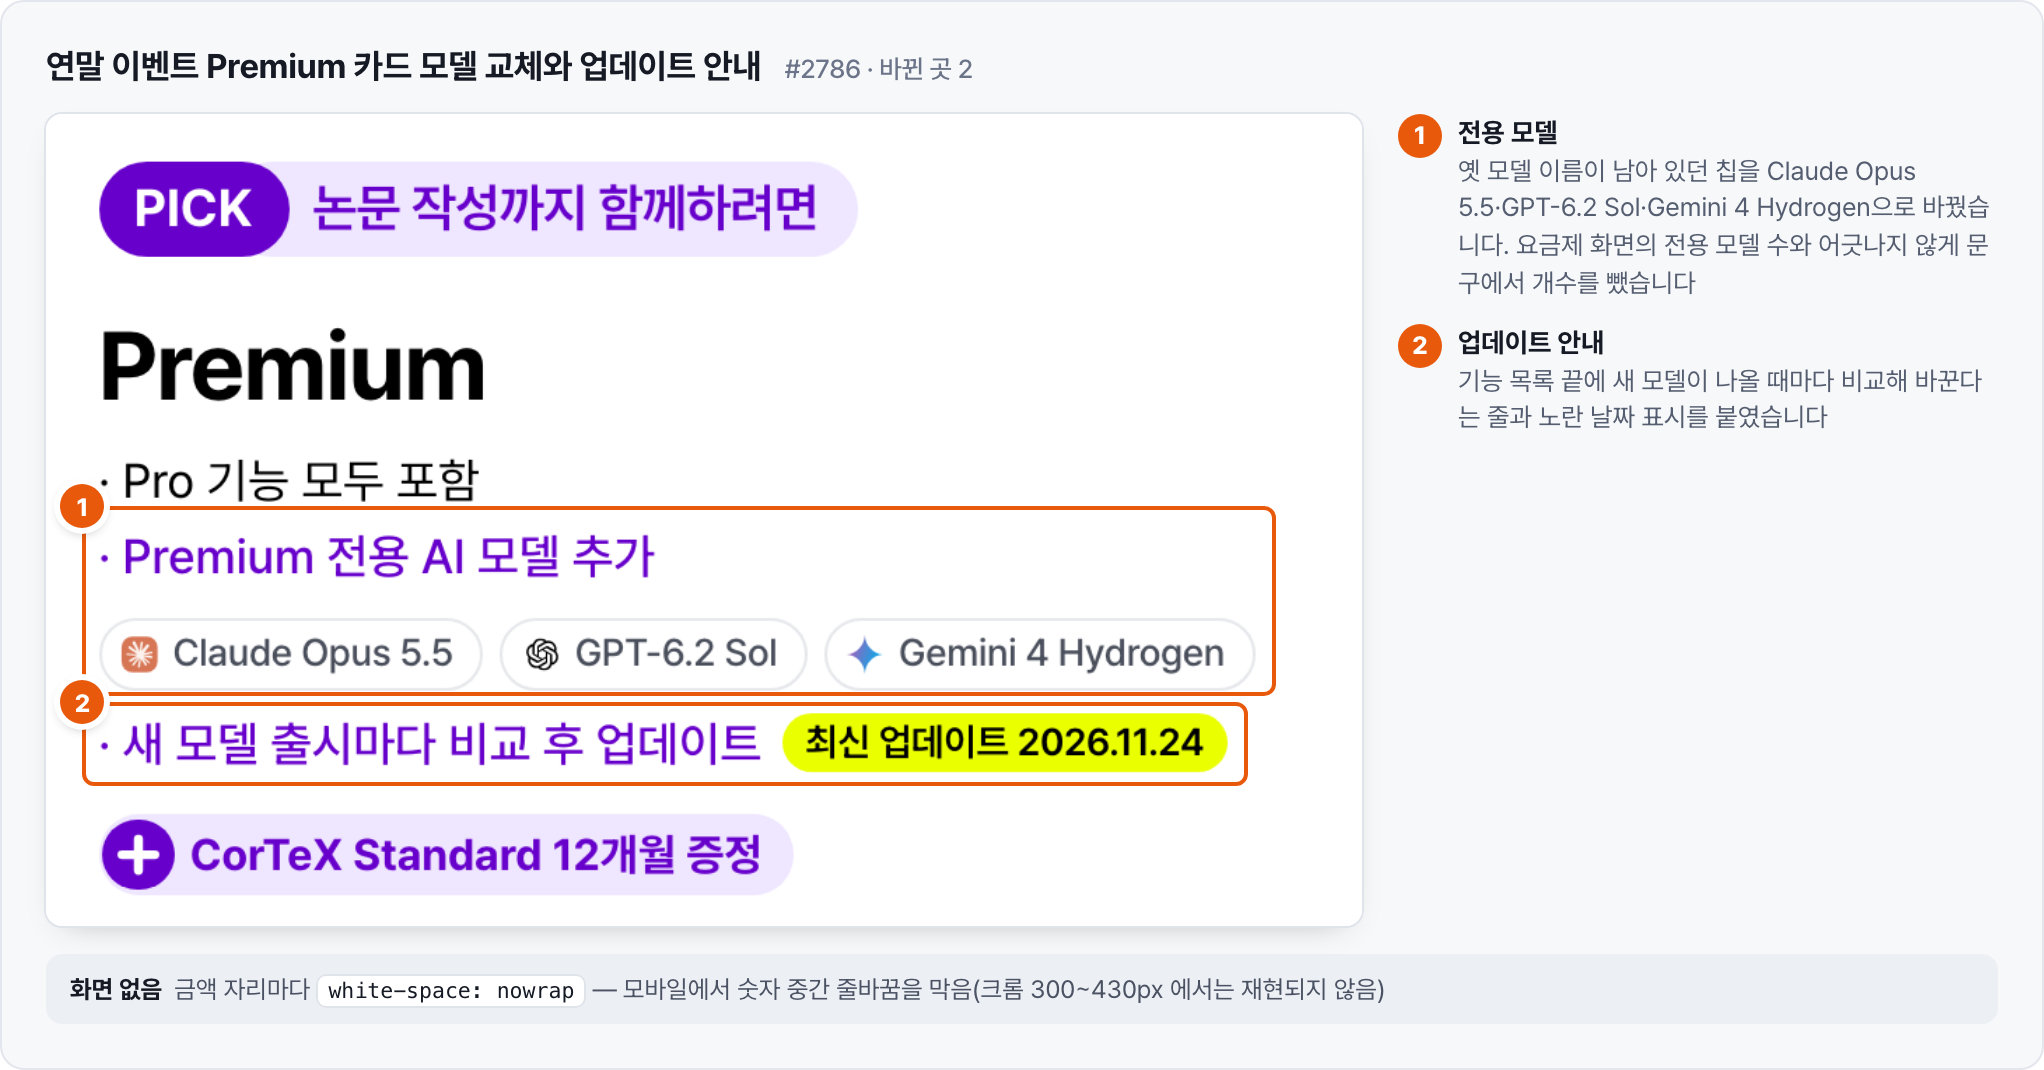 연말 이벤트 Premium 카드 모델 교체와 업데이트 안내 #2786 · 바뀐 곳 2
PICK 논문 작성까지 함께하려면
Premium
· Pro 기능 모두 포함
1
· Premium 전용 AI 모델 추가
Claude Opus 5.5 GPT-6.2 Sol Gemini 4 Hydrogen
2
· 새 모델 출시마다 비교 후 업데이트 최신 업데이트 2026.11.24
+ CorTeX Standard 12개월 증정
1 전용 모델
옛 모델 이름이 남아 있던 칩을 Claude Opus
5.5·GPT-6.2 Sol·Gemini 4 Hydrogen으로 바꿨습
니다. 요금제 화면의 전용 모델 수와 어긋나지 않게 문
구에서 개수를 뺐습니다
2 업데이트 안내
기능 목록 끝에 새 모델이 나올 때마다 비교해 바꾼다
는 줄과 노란 날짜 표시를 붙였습니다
화면 없음 금액 자리마다 white-space: nowrap — 모바일에서 숫자 중간 줄바꿈을 막음(크롬 300~430px 에서는 재현되지 않음)